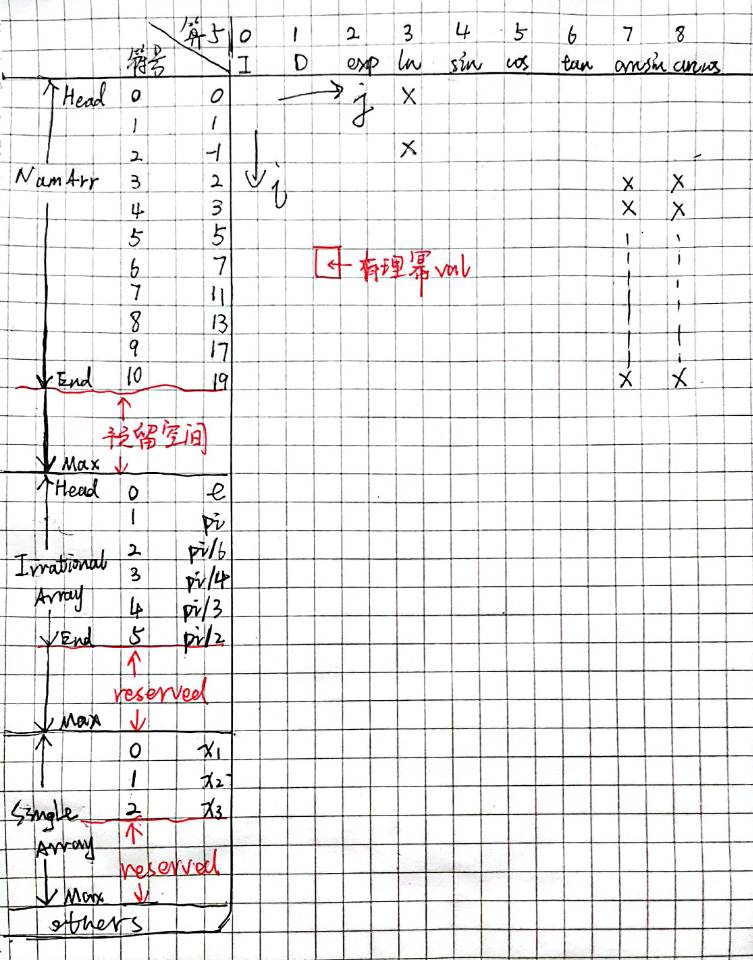 算子 0 1 2 3 4 5 6 7 8
符号 I D exp ln sin cos tan arcsin arccos
Head 0 0 → j X
1 1
2 -1 X
NumArr 3 2 ↓ i X X
4 3 X X
5 5
6 7 ← 有理幂val
7 11
8 13
9 17
End 10 19 X X
预留空间
Max
Head 0 e
1 pi
2 pi/6
Irrational 3 pi/4
Array 4 pi/3
End 5 pi/2
reserved
Max
0 x1
1 x2
Single 2 x3
Array
reserved
Max
others